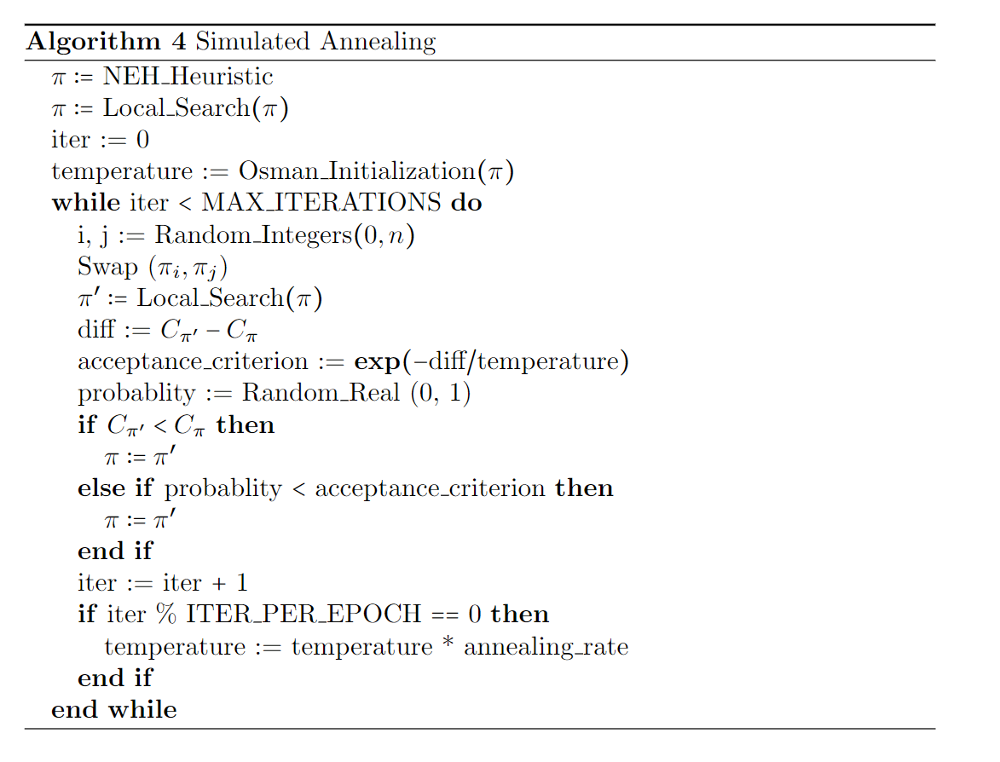 Algorithm 4 Simulated Annealing
π := NEH_Heuristic
π := Local_Search(π)
iter := 0
temperature := Osman_Initialization(π)
while iter < MAX_ITERATIONS do
i, j := Random_Integers(0, n)
Swap (πᵢ, πⱼ)
π′ := Local_Search(π)
diff := C_π′ − C_π
acceptance_criterion := exp(−diff/temperature)
probablity := Random_Real (0, 1)
if C_π′ < C_π then
π := π′
else if probablity < acceptance_criterion then
π := π′
end if
iter := iter + 1
if iter % ITER_PER_EPOCH == 0 then
temperature := temperature * annealing_rate
end if
end while